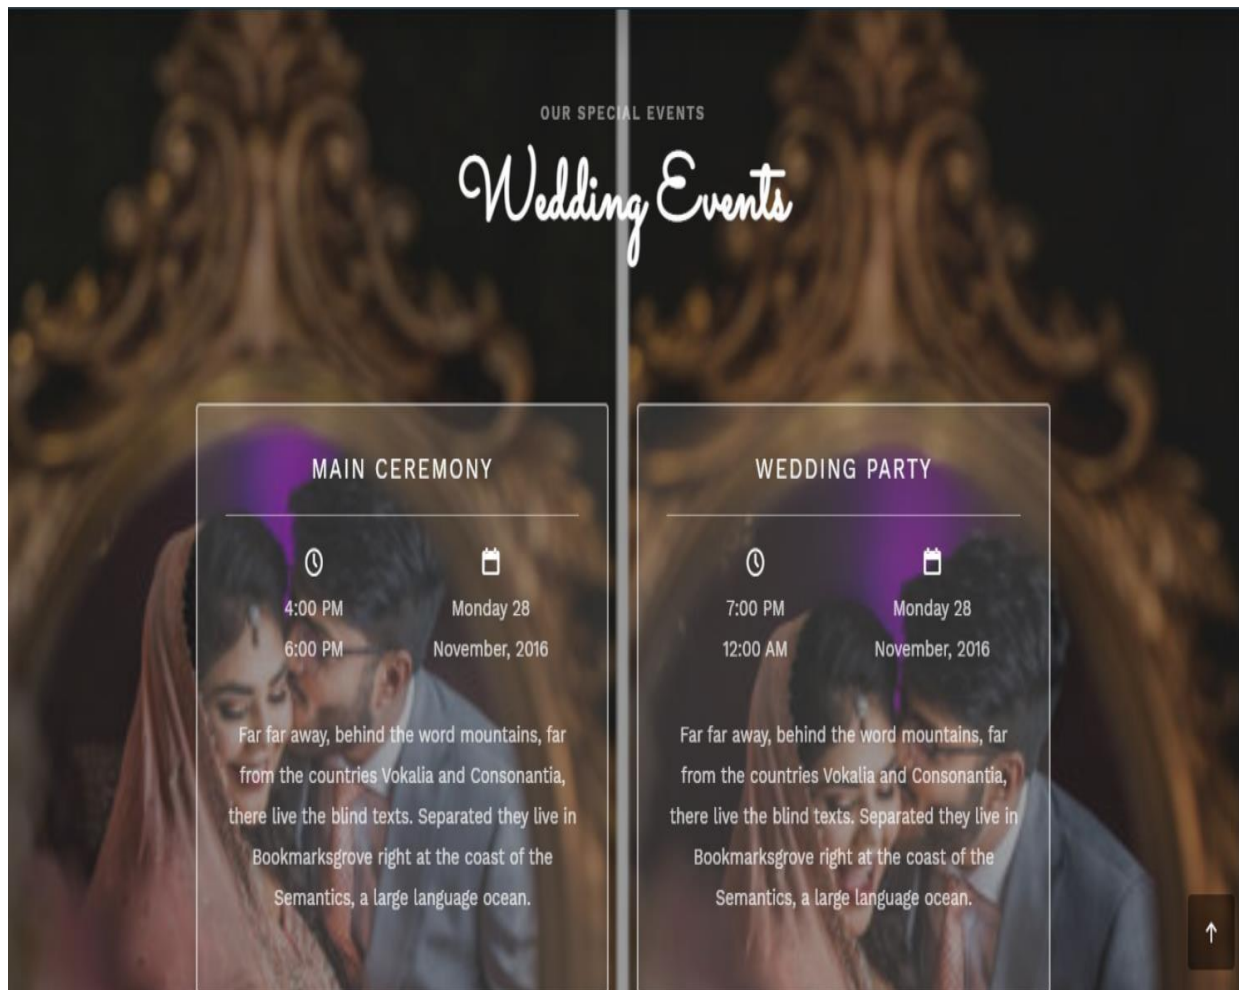 OUR SPECIAL EVENTS
Wedding Events
MAIN CEREMONY
4:00 PM
6:00 PM
Monday 28
November, 2016
Far far away, behind the word mountains, far
from the countries Vokalia and Consonantia,
there live the blind texts. Separated they live in
Bookmarksgrove right at the coast of the
Semantics, a large language ocean.
WEDDING PARTY
7:00 PM
12:00 AM
Monday 28
November, 2016
Far far away, behind the word mountains, far
from the countries Vokalia and Consonantia,
there live the blind texts. Separated they live in
Bookmarksgrove right at the coast of the
Semantics, a large language ocean.